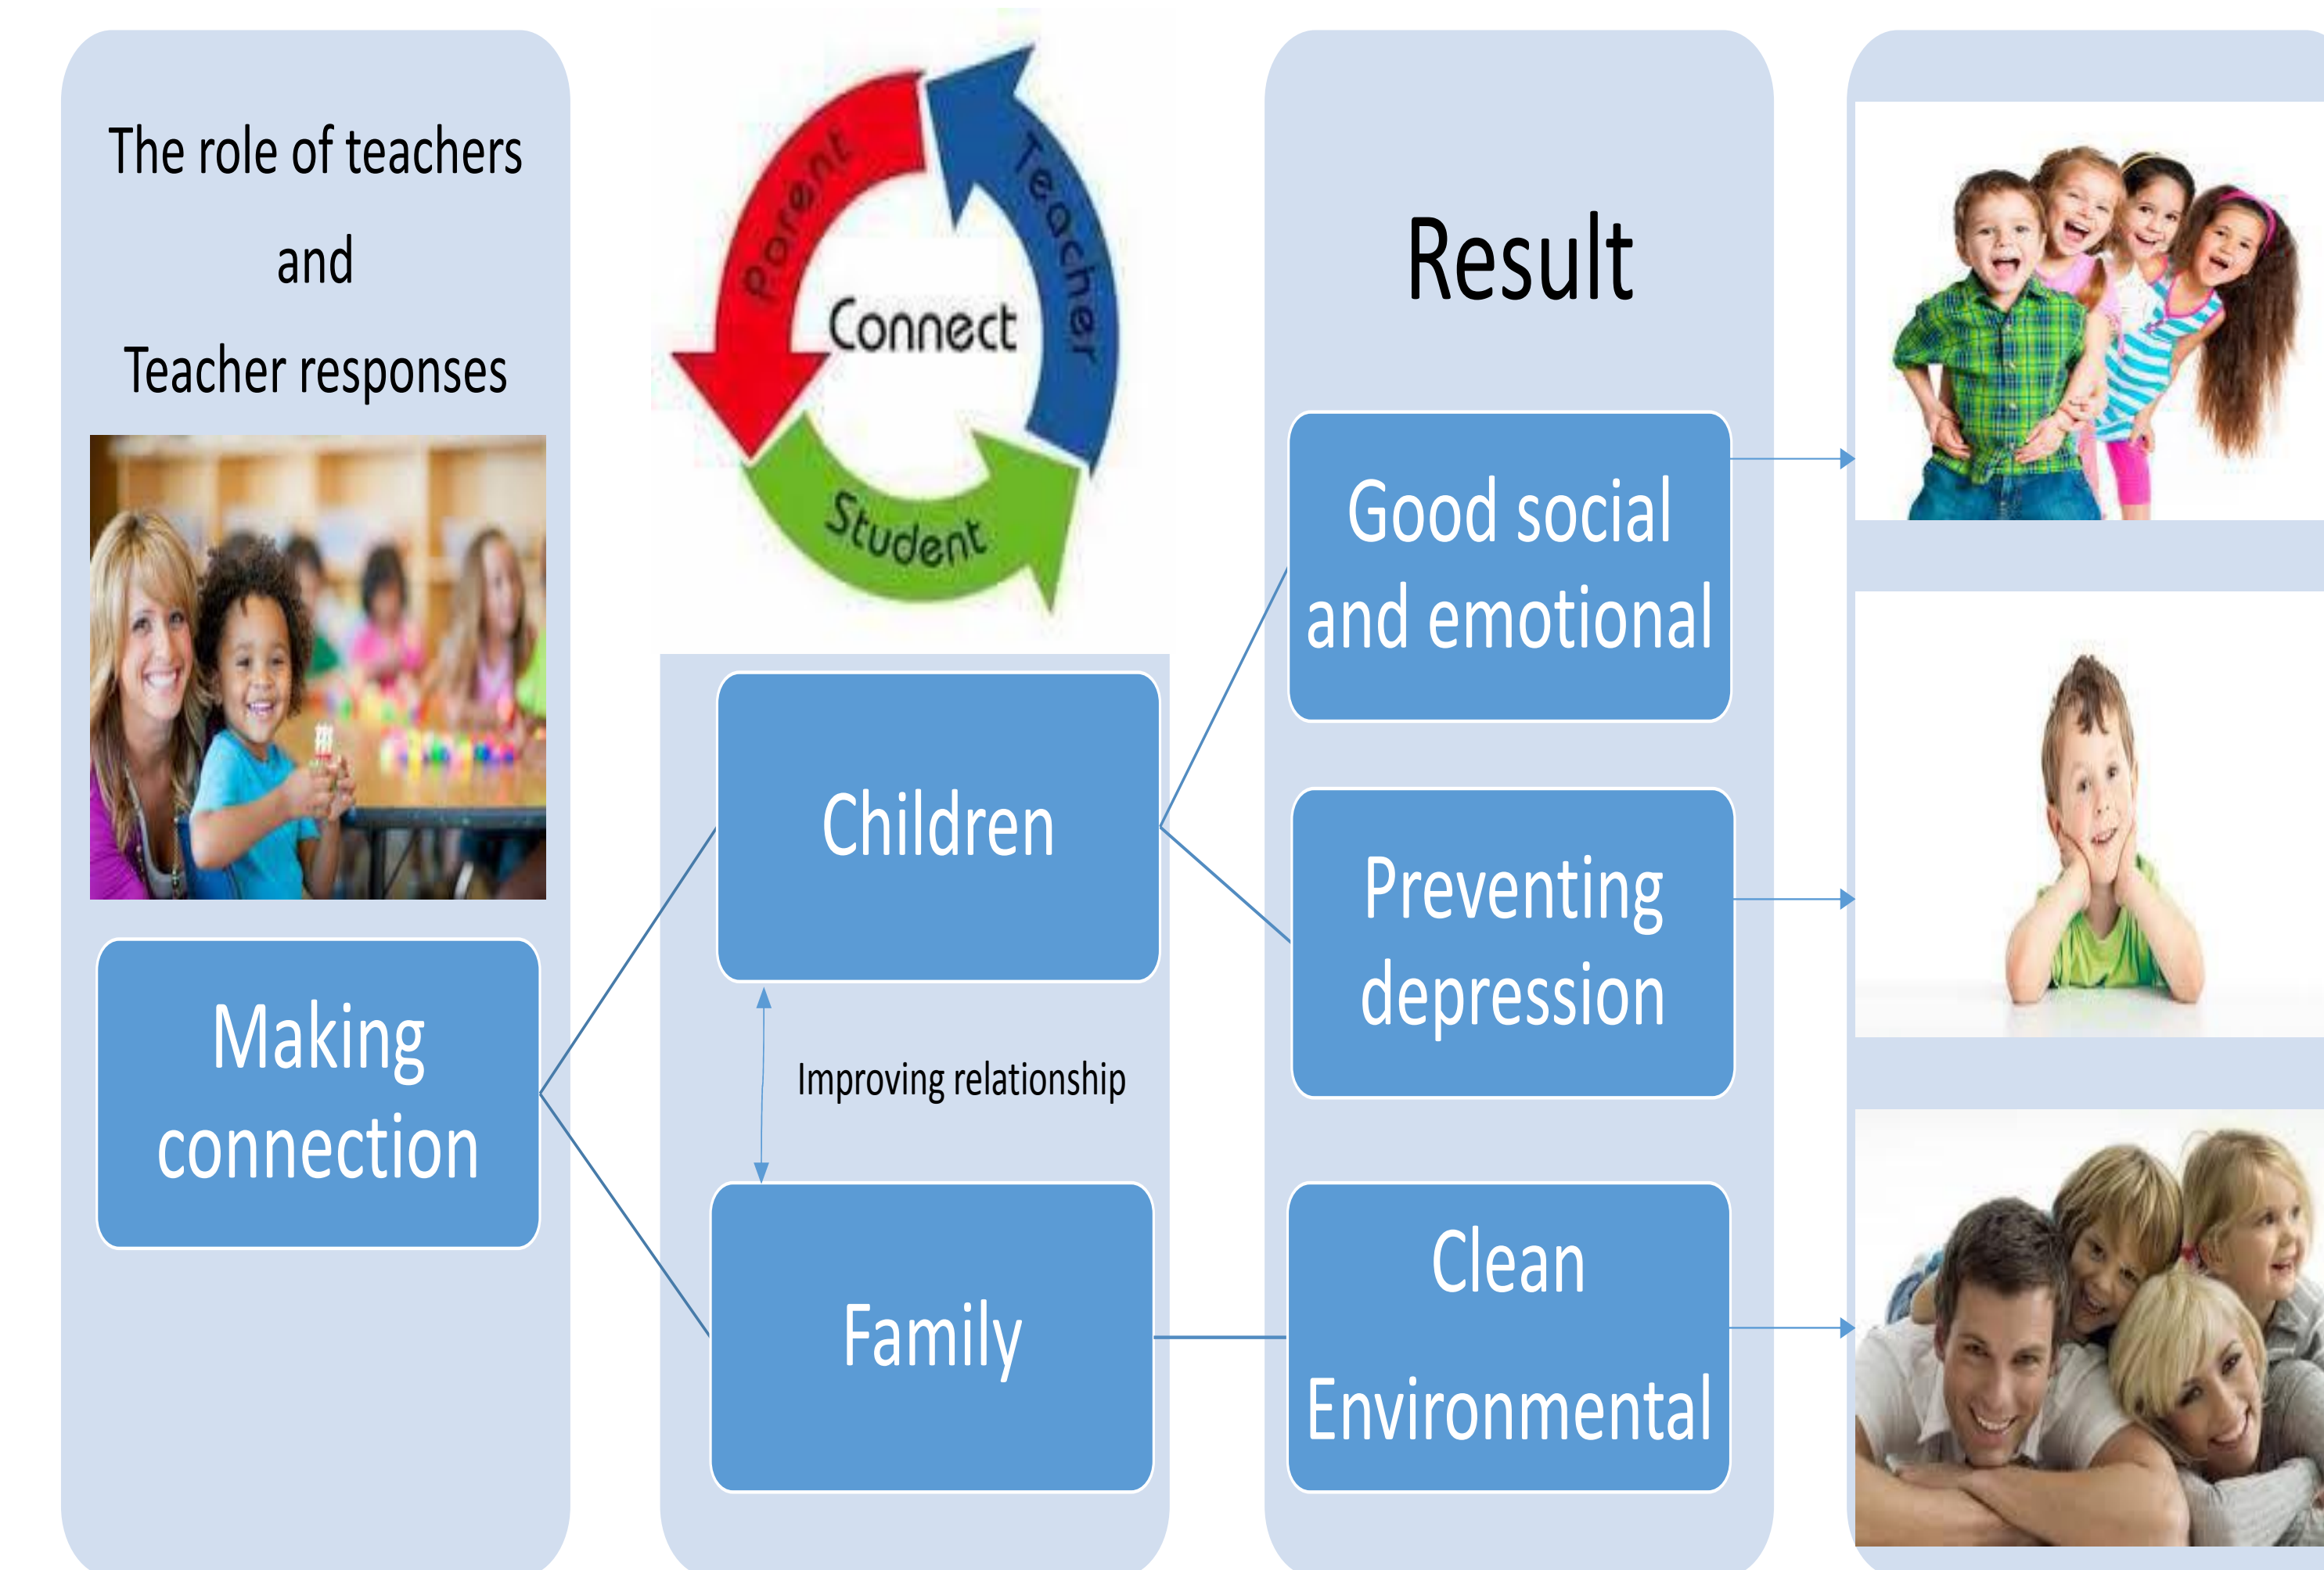 The role of teachers
and
Teacher responses
Making
connection
Parent
Teacher
Connect
Student
Children
Improving relationship
Family
Result
Good social
and emotional
Preventing
depression
Clean
Environmental